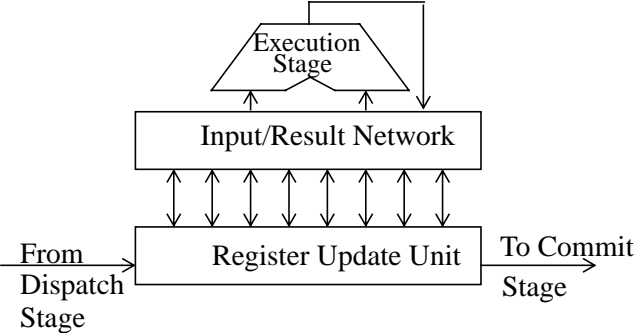 Execution
Stage
Input/Result Network
Register Update Unit
From
Dispatch
Stage
To Commit
Stage